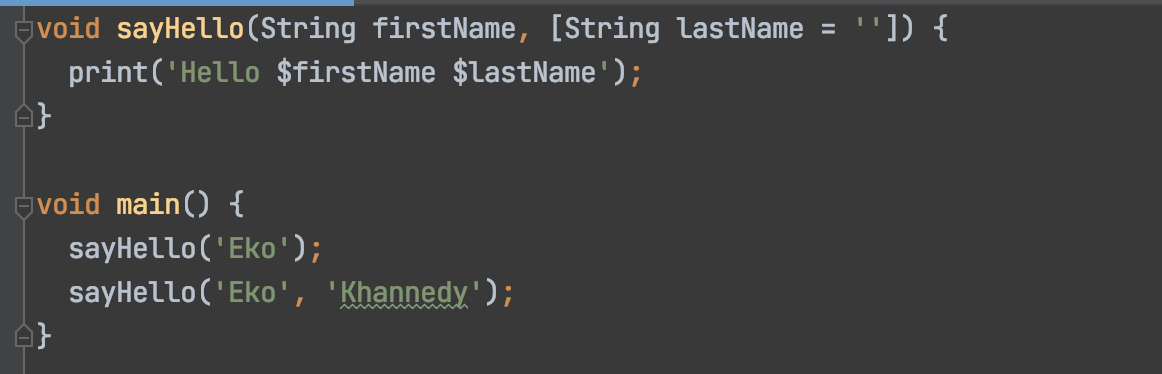 void sayHello(String firstName, [String lastName = '']) {
  print('Hello $firstName $lastName');
}

void main() {
  sayHello('Eko');
  sayHello('Eko', 'Khannedy');
}